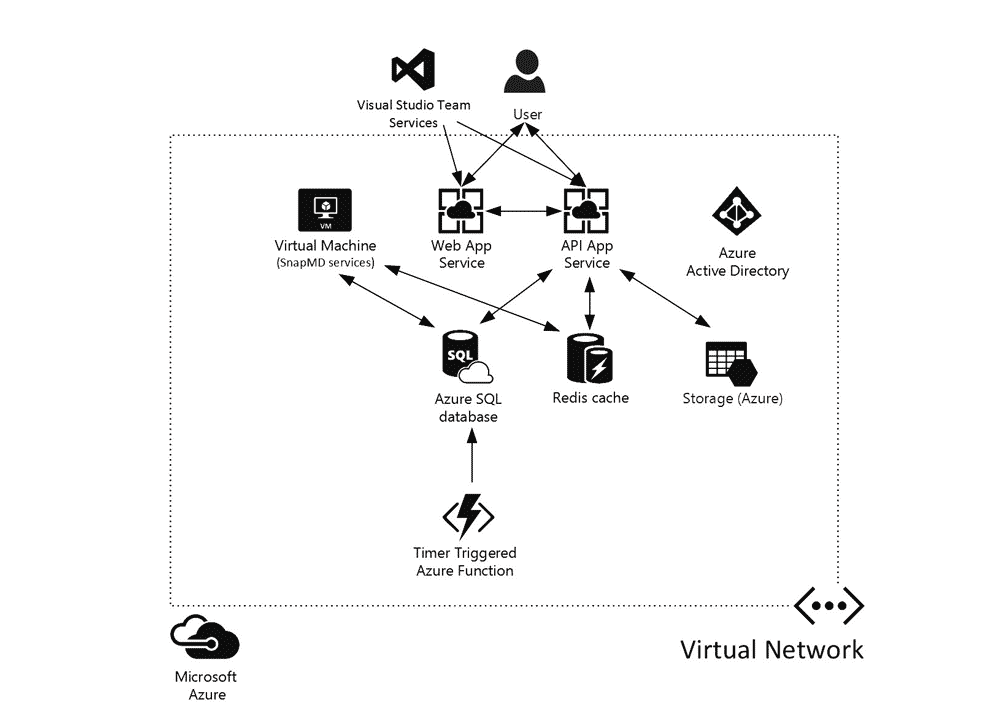 Visual Studio Team
Services
User
VM
Virtual Machine
(SnapMD services)
Web App
Service
API App
Service
Azure
Active Directory
SQL
Azure SQL
database
Redis cache
Storage (Azure)
Timer Triggered
Azure Function
Microsoft
Azure
Virtual Network